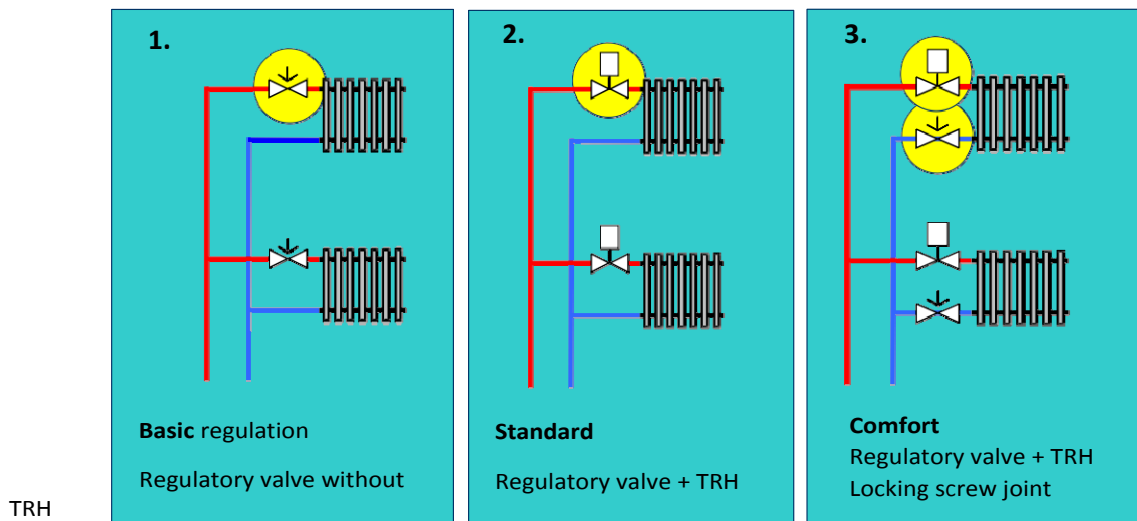 1.
Basic regulation
Regulatory valve without
TRH
2.
Standard
Regulatory valve + TRH
3.
Comfort
Regulatory valve + TRH
Locking screw joint